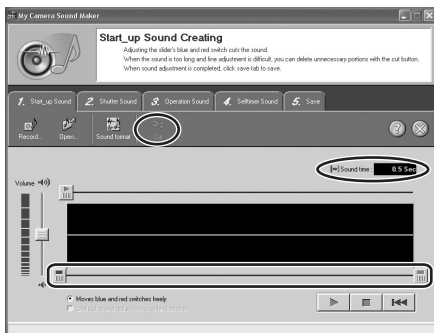 My Camera Sound Maker
Start_up Sound Creating
Adjusting the slider's blue and red switch cuts the sound.
When the sound is too long and fine adjustment is difficult, you can delete unnecessary portions with the cut button.
When sound adjustment is completed, click save tab to save.
1. Start_up Sound 2. Shutter Sound 3. Operation Sound 4. Selftimer Sound 5. Save
Record.. Open.. Sound format Cut
Sound time : 0.5 Sec
Volume
Moves blue and red switches freely